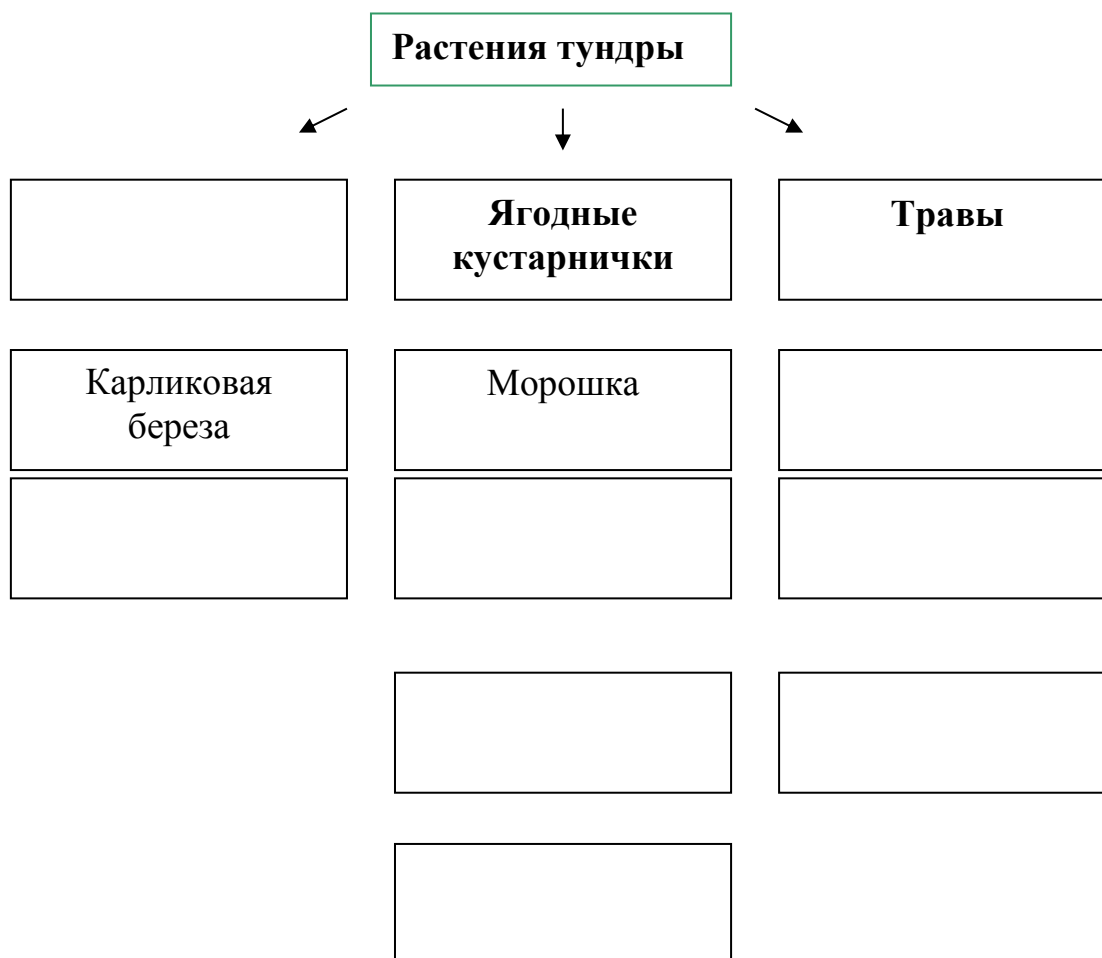 Растения тундры
Ягодные
кустарнички
Травы
Карликовая
береза
Морошка